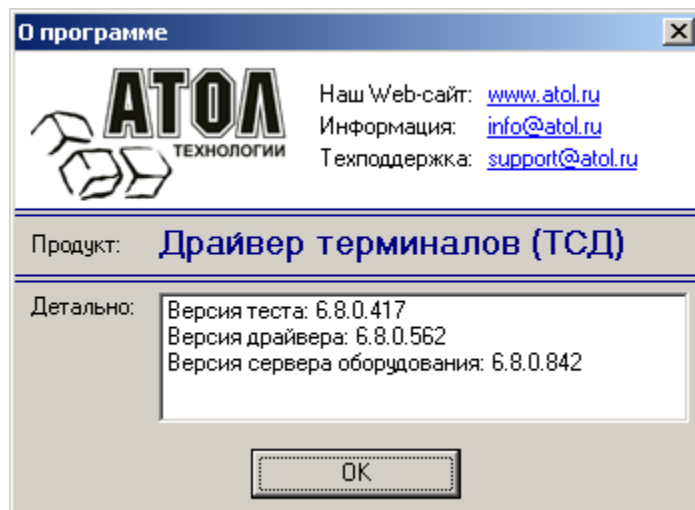 О программе
АТОЛ
ТЕХНОЛОГИИ
Наш Web-сайт: www.atol.ru
Информация: info@atol.ru
Техподдержка: support@atol.ru
Продукт: Драйвер терминалов (ТСД)
Детально:
Версия теста: 6.8.0.417
Версия драйвера: 6.8.0.562
Версия сервера оборудования: 6.8.0.842
OK